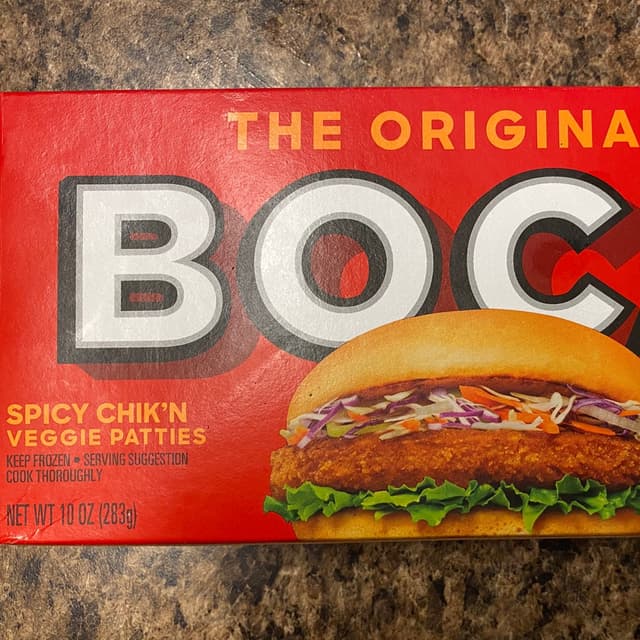 THE ORIGINA
BOC
SPICY CHIK'N
VEGGIE PATTIES
KEEP FROZEN • SERVING SUGGESTION
COOK THOROUGHLY
NET WT 10 OZ (283g)